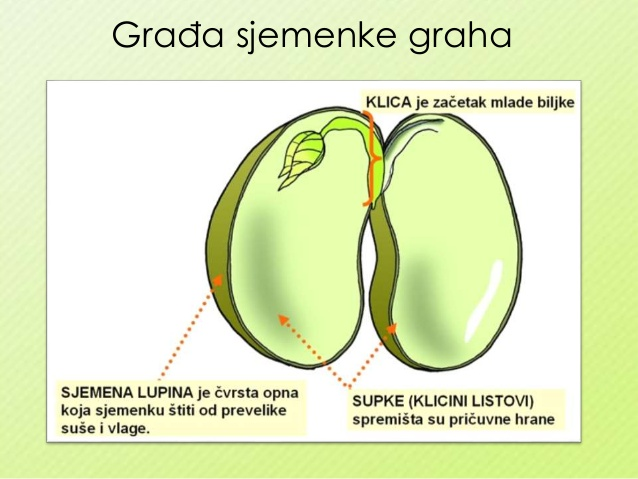 Građa sjemenke graha
KLICA je začetak mlade biljke
SJEMENA LUPINA je čvrsta opna
koja sjemenku štiti od prevelike
suše i vlage.
SUPKE (KLICINI LISTOVI)
spremišta su pričuvne hrane